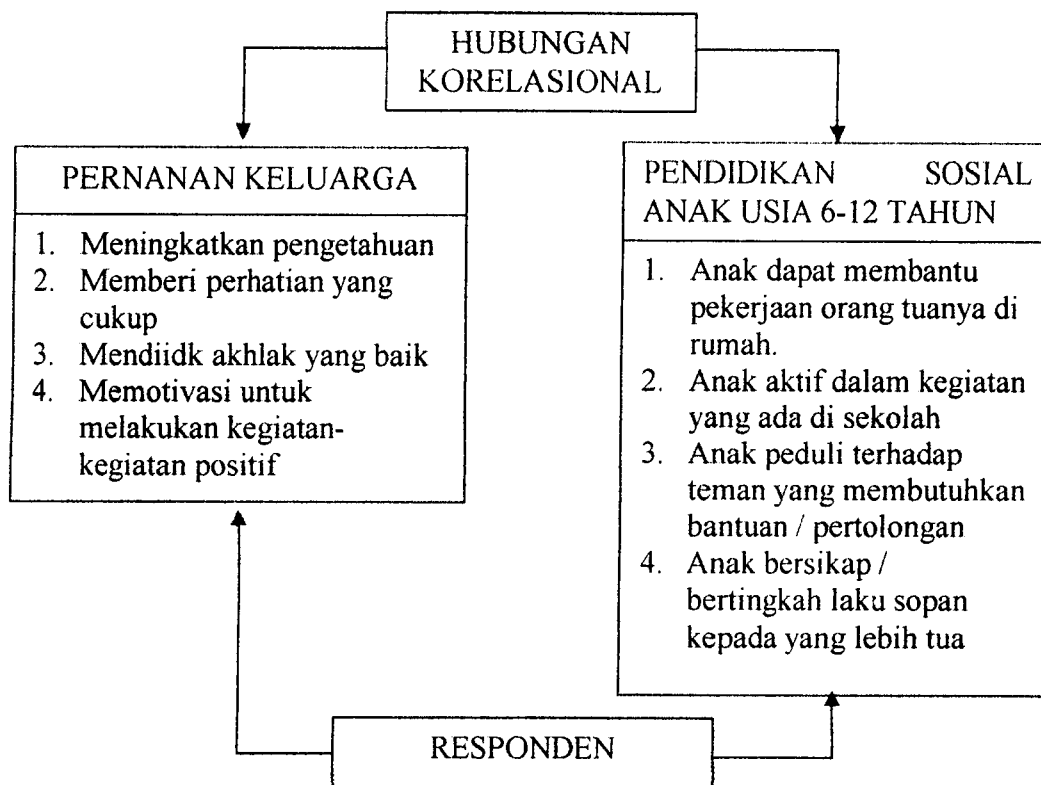 HUBUNGAN
KORELASIONAL
PERNANAN KELUARGA
1. Meningkatkan pengetahuan
2. Memberi perhatian yang
cukup
3. Mendiidk akhlak yang baik
4. Memotivasi untuk
melakukan kegiatan-
kegiatan positif
PENDIDIKAN SOSIAL
ANAK USIA 6-12 TAHUN
1. Anak dapat membantu
pekerjaan orang tuanya di
rumah.
2. Anak aktif dalam kegiatan
yang ada di sekolah
3. Anak peduli terhadap
teman yang membutuhkan
bantuan / pertolongan
4. Anak bersikap /
bertingkah laku sopan
kepada yang lebih tua
RESPONDEN